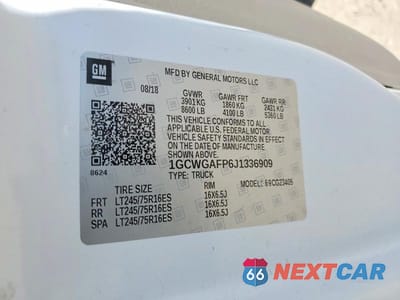 GM
MFD BY GENERAL MOTORS LLC
08/18
GVWR GAWR FRT GAWR RR
3901 KG 1860 KG 2431 KG
8600 LB 4100 LB 5360 LB
THIS VEHICLE CONFORMS TO ALL APPLICABLE
U.S. FEDERAL MOTOR
VEHICLE SAFETY STANDARDS IN EFFECT
ON THE DATE OF MANUFACTURE
SHOWN ABOVE.
1GCWGAFP6J1336909
TYPE: TRUCK
8624
MODEL: 69CG23405
TIRE SIZE RIM
FRT LT245/75R16ES 16X6.5J
RR LT245/75R16ES 16X6.5J
SPA LT245/75R16ES 16X6.5J
66 NEXTCAR